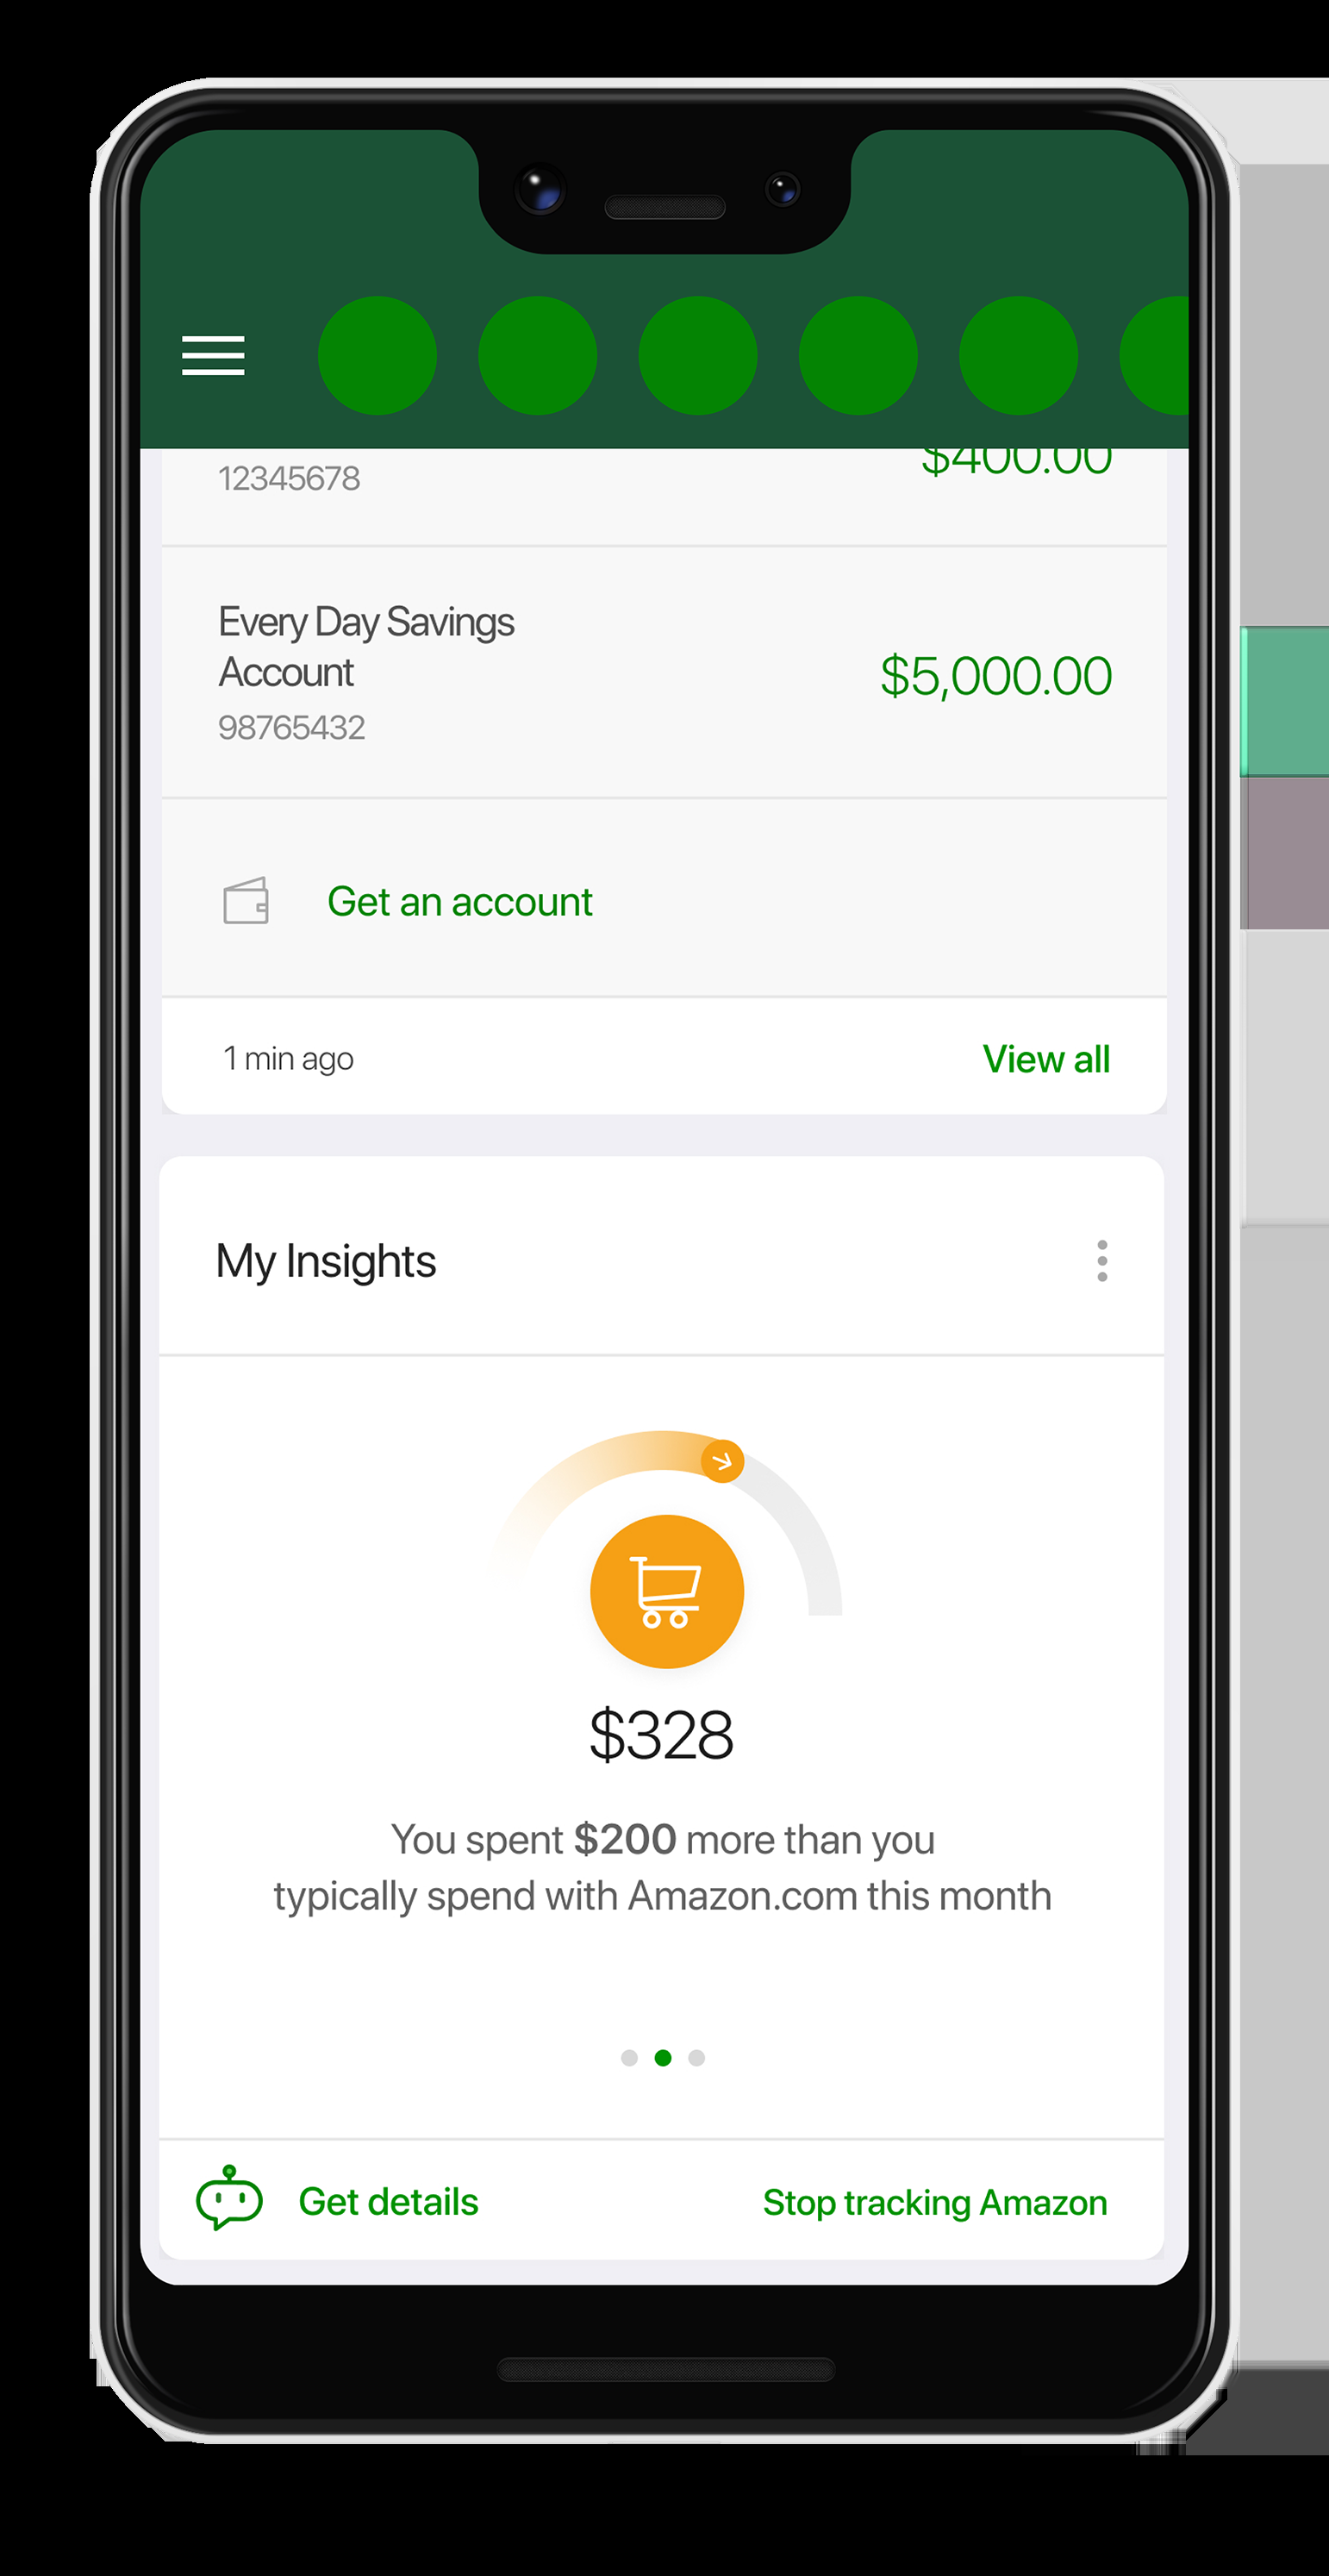 $400.00
12345678
Every Day Savings
Account
$5,000.00
98765432
Get an account
1 min ago
View all
My Insights
$328
You spent $200 more than you
typically spend with Amazon.com this month
Get details
Stop tracking Amazon